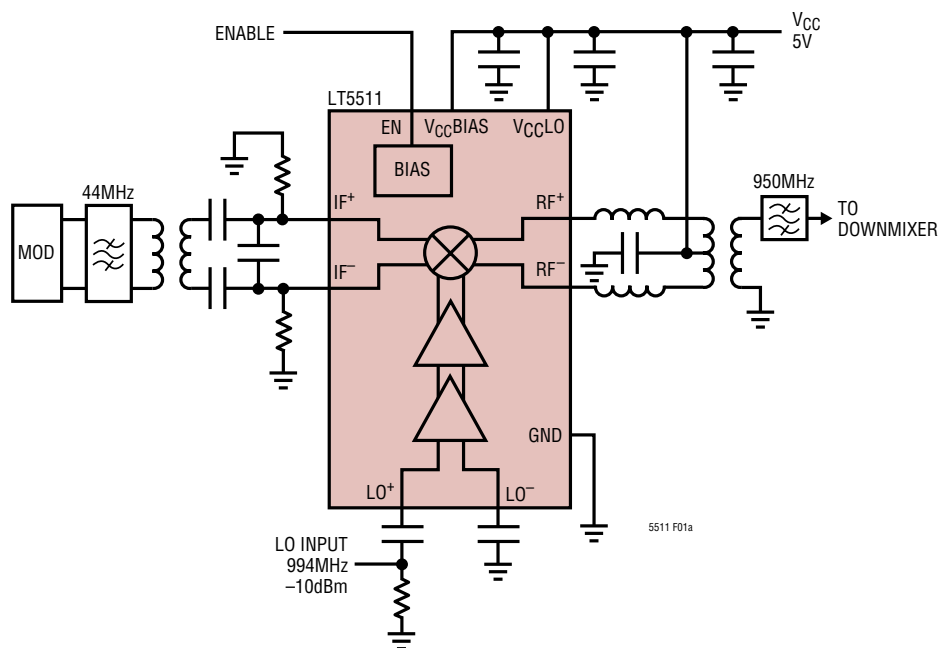 ENABLE
VCC
5V
LT5511
EN
VCCBIAS
VCCLO
BIAS
44MHz
MOD
IF+
IF–
RF+
RF–
950MHz
TO
DOWNMIXER
GND
LO+
LO–
LO INPUT
994MHz
–10dBm
5511 F01a